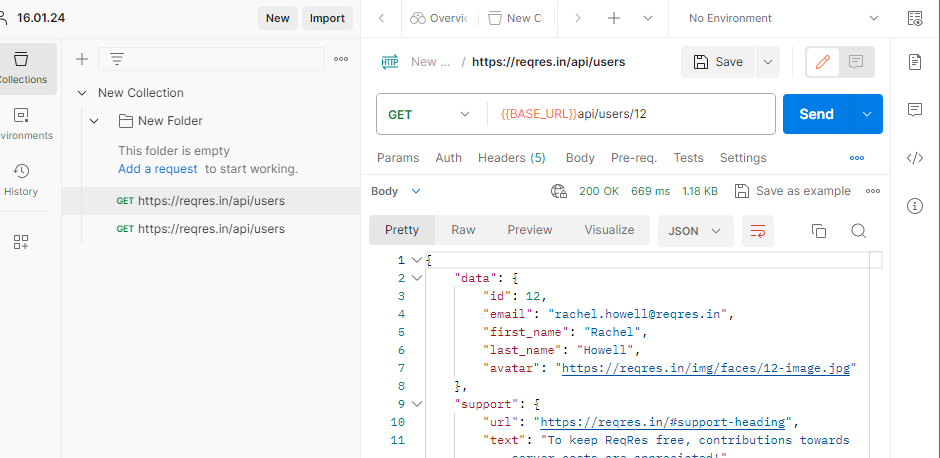 16.01.24 New Import Overvi New C No Environment
HTTP New ... / https://reqres.in/api/users Save
Collections
New Collection
GET {{BASE_URL}}api/users/12 Send
New Folder
This folder is empty
Add a request to start working.
nvironments
Params Auth Headers (5) Body Pre-req. Tests Settings
History
GET https://reqres.in/api/users
Body 200 OK 669 ms 1.18 KB Save as example
GET https://reqres.in/api/users
Pretty Raw Preview Visualize JSON
1 {
2 "data": {
3 "id": 12,
4 "email": "rachel.howell@reqres.in",
5 "first_name": "Rachel",
6 "last_name": "Howell",
7 "avatar": "https://reqres.in/img/faces/12-image.jpg"
8 },
9 "support": {
10 "url": "https://reqres.in/#support-heading",
11 "text": "To keep ReqRes free, contributions towards
server costs are appreciated!"